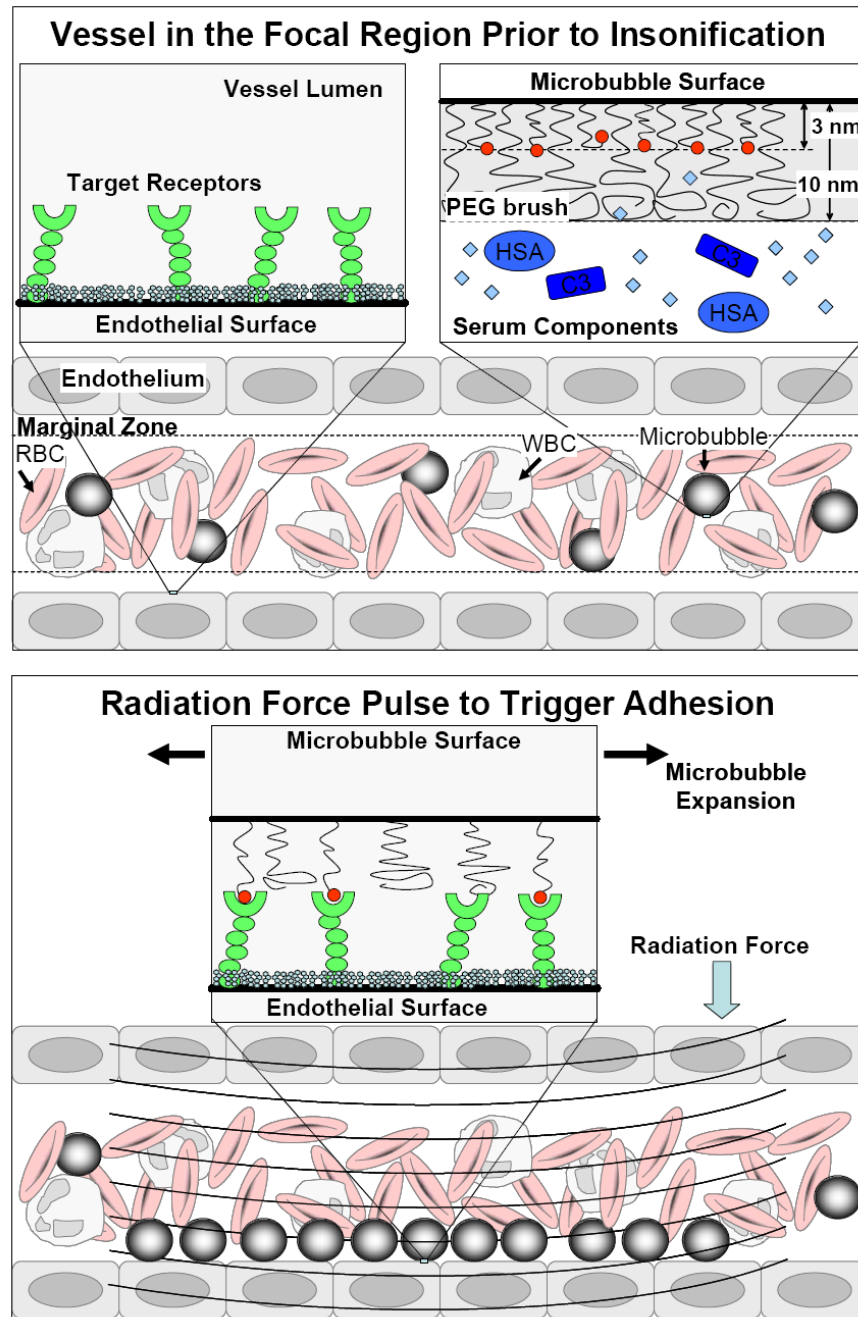 Vessel in the Focal Region Prior to Insonification
Vessel Lumen
Target Receptors
Endothelial Surface
Microbubble Surface
3 nm
10 nm
PEG brush
HSA
C3
C3
HSA
Serum Components
Endothelium
Marginal Zone
RBC
WBC
Microbubble
Radiation Force Pulse to Trigger Adhesion
Microbubble Surface
Microbubble
Expansion
Radiation Force
Endothelial Surface